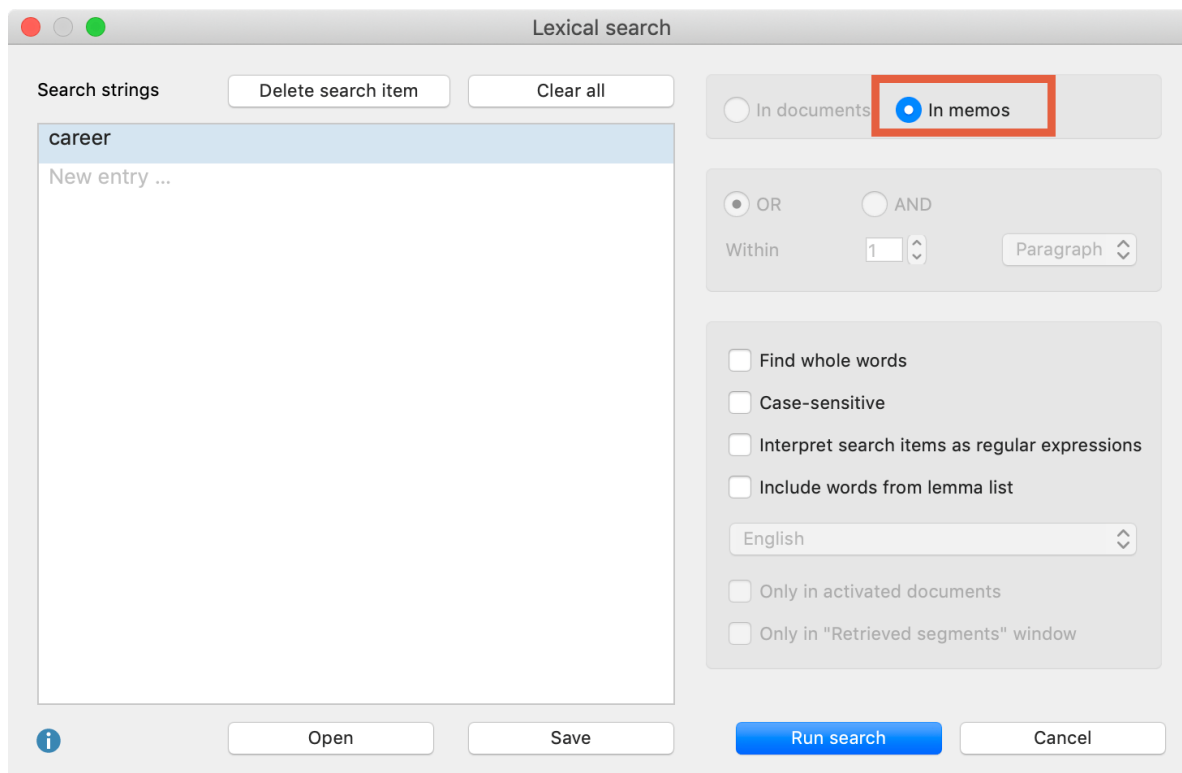 Lexical search
Search strings
Delete search item
Clear all
In documents
In memos
career
New entry ...
OR
AND
Within
1
Paragraph
Find whole words
Case-sensitive
Interpret search items as regular expressions
Include words from lemma list
English
Only in activated documents
Only in "Retrieved segments" window
i
Open
Save
Run search
Cancel